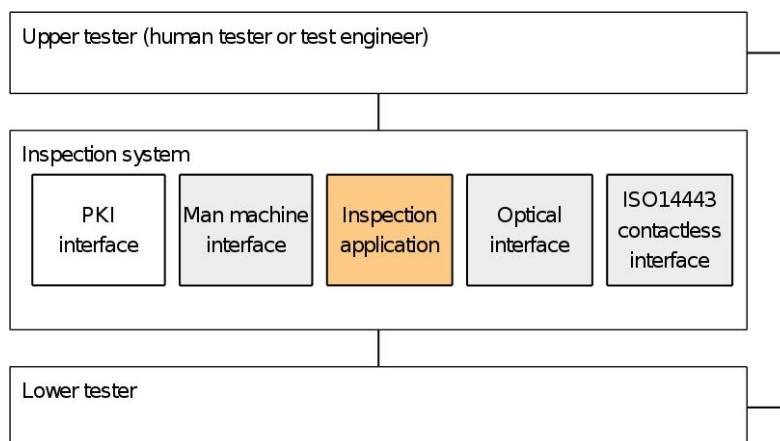 Upper tester (human tester or test engineer)
Inspection system
PKI
interface
Man machine
interface
Inspection
application
Optical
interface
ISO14443
contactless
interface
Lower tester